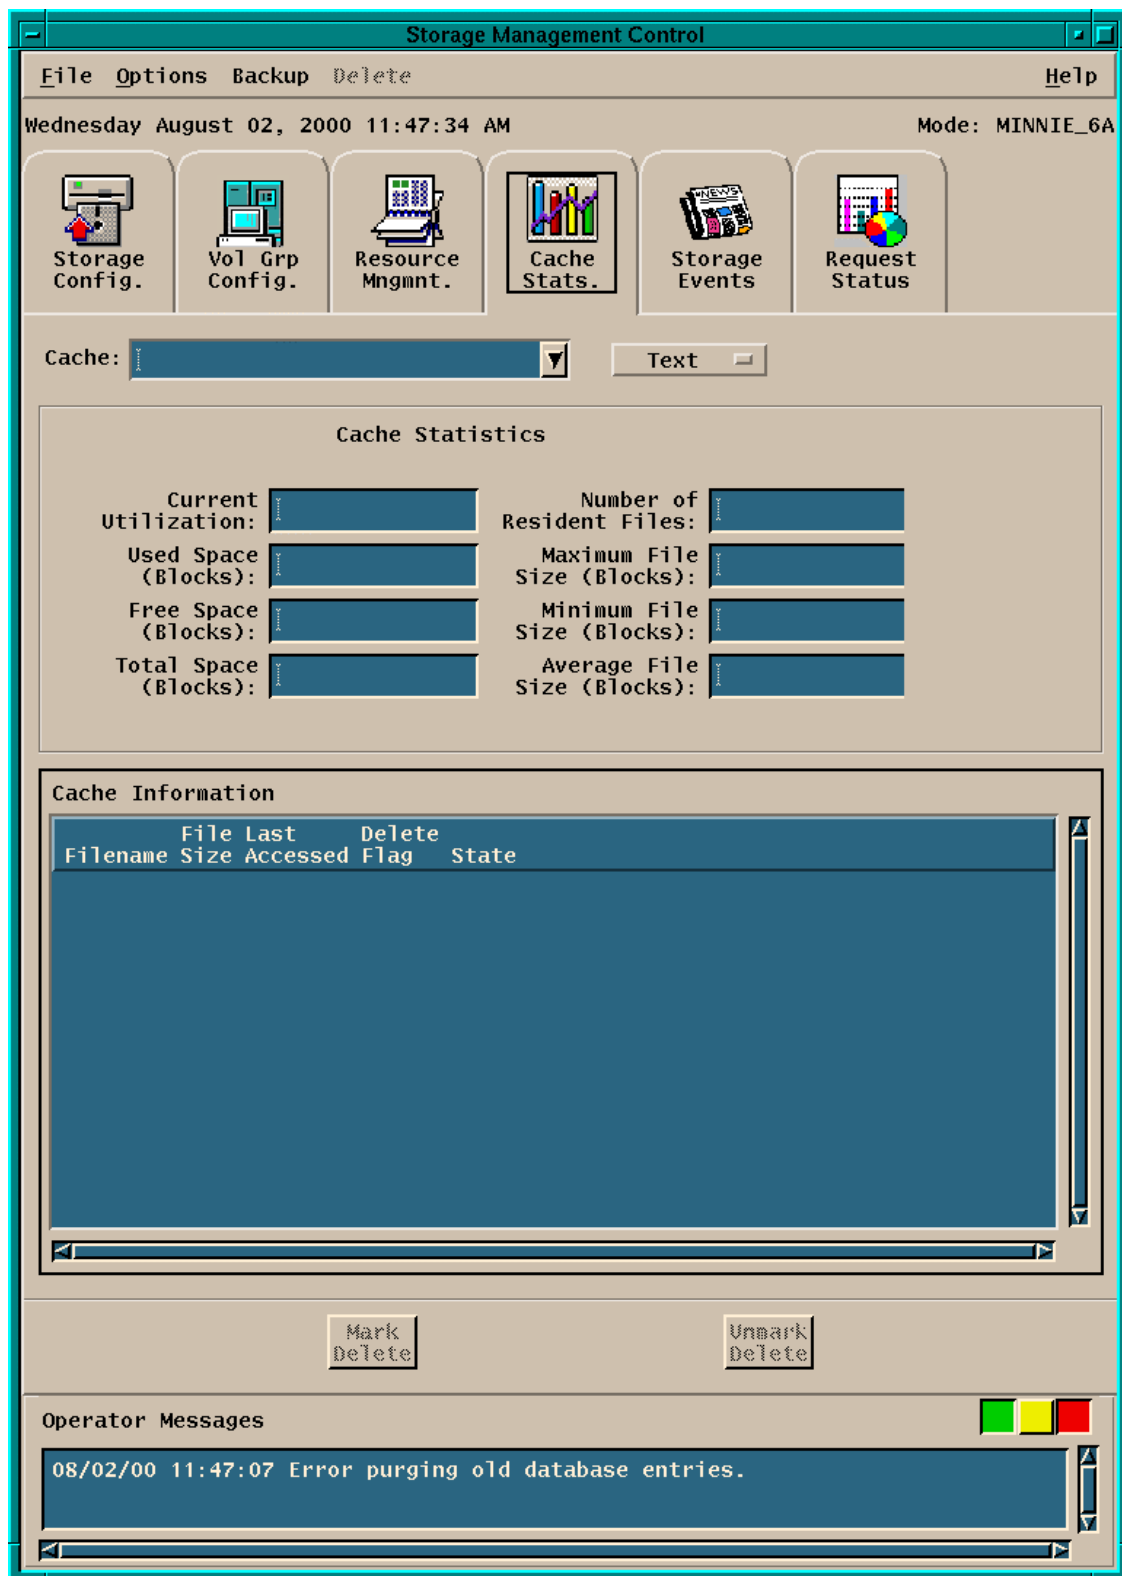 Storage Management Control
File Options Backup Delete Help
Wednesday August 02, 2000 11:47:34 AM Mode: MINNIE_6A
NEWS
Storage Config.
Vol Grp Config.
Resource Mngmnt.
Cache Stats.
Storage Events
Request Status
Cache:
Text
Cache Statistics
Current Utilization:
Number of Resident Files:
Used Space (Blocks):
Maximum File Size (Blocks):
Free Space (Blocks):
Minimum File Size (Blocks):
Total Space (Blocks):
Average File Size (Blocks):
Cache Information
File Last Delete
Filename Size Accessed Flag State
Mark Delete
Unmark Delete
Operator Messages
08/02/00 11:47:07 Error purging old database entries.